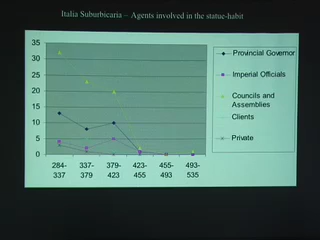 Italia Suburbicaria – Agents involved in the statue-habit
35
30
25
20
15
10
5
0
284-
337
337-
379
379-
423
423-
455
455-
493
493-
535
Provincial Governor
Imperial Officials
Councils and
Assemblies
Clients
Private